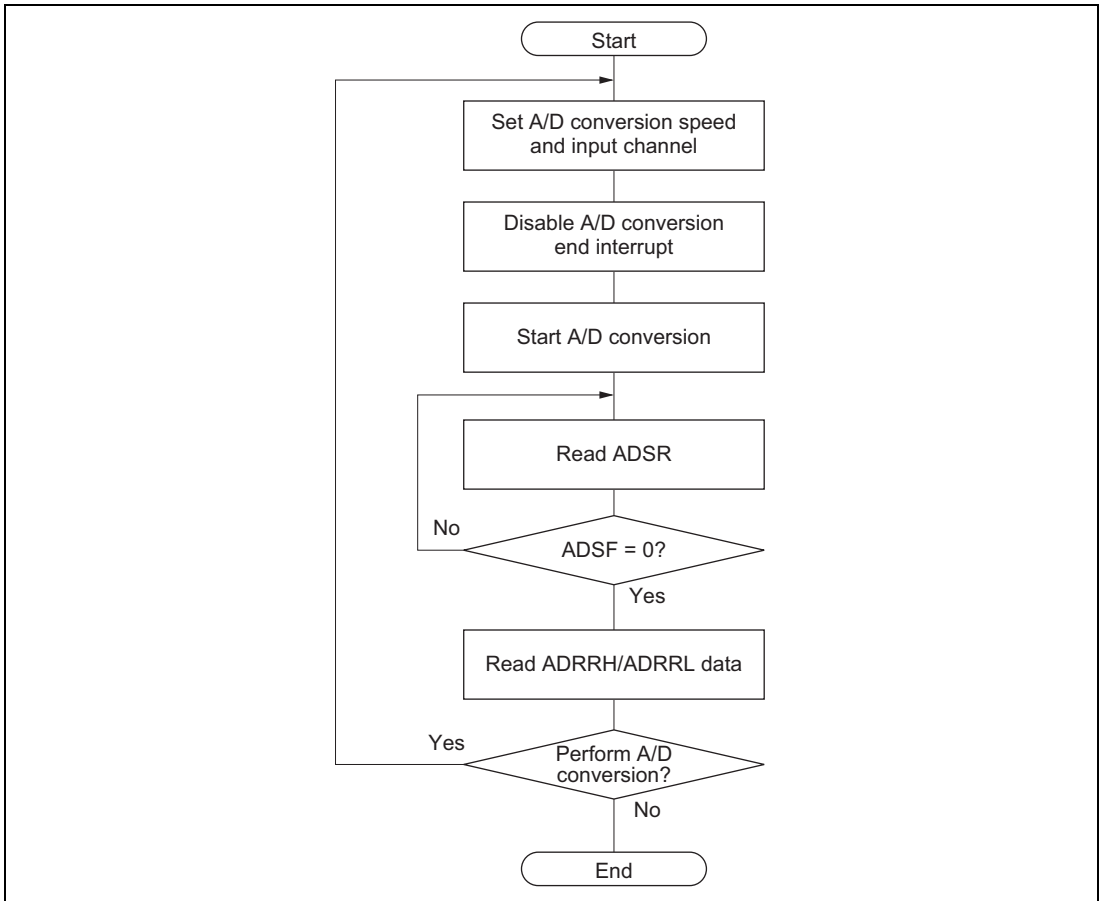 Start
Set A/D conversion speed
and input channel
Disable A/D conversion
end interrupt
Start A/D conversion
Read ADSR
No
ADSF = 0?
Yes
Read ADRRH/ADRRL data
Yes
Perform A/D
conversion?
No
End